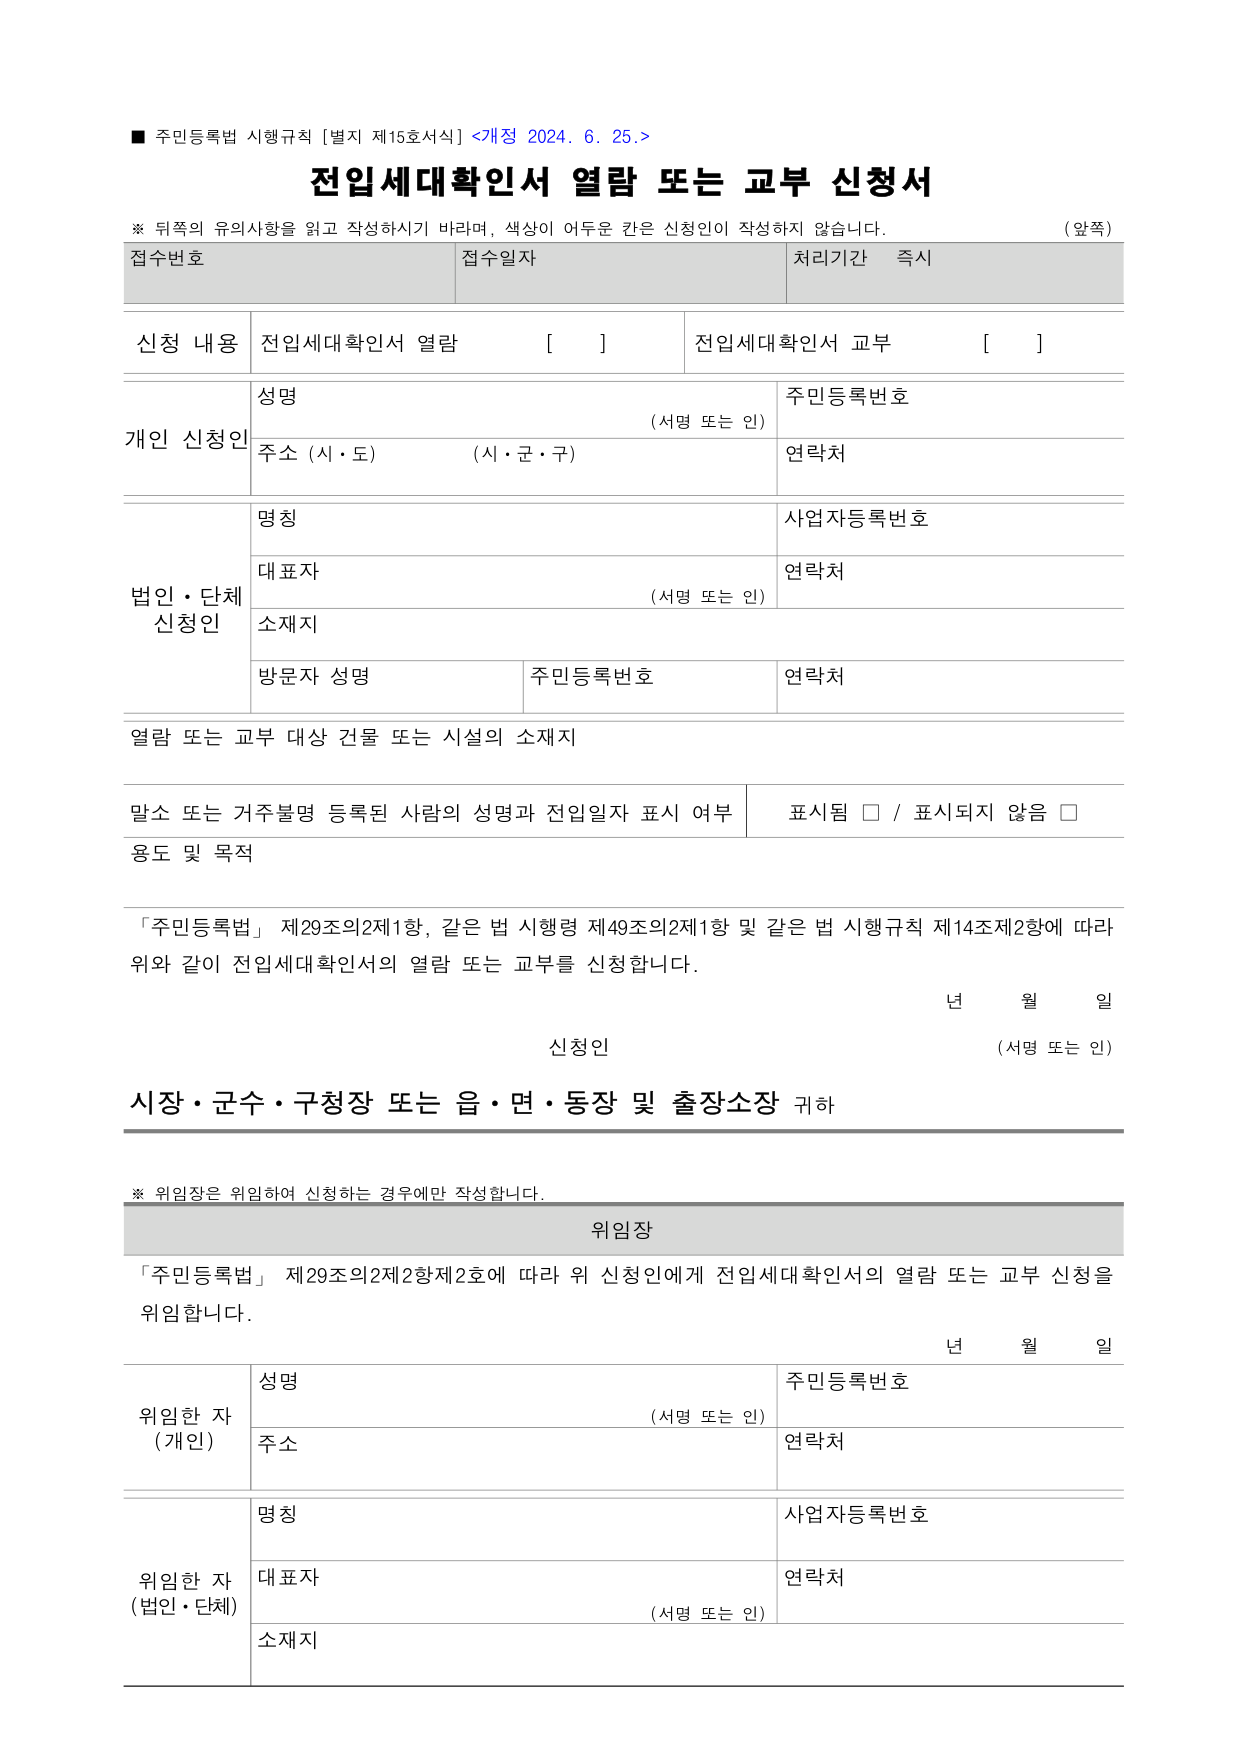 ■ 주민등록법 시행규칙 [별지 제15호서식] <개정 2024. 6. 25.>
전입세대확인서 열람 또는 교부 신청서
※ 뒤쪽의 유의사항을 읽고 작성하시기 바라며, 색상이 어두운 칸은 신청인이 작성하지 않습니다. (앞쪽)
접수번호 접수일자 처리기간 즉시
신청 내용 전입세대확인서 열람 [ ] 전입세대확인서 교부 [ ]
개인 신청인
성명 (서명 또는 인) 주민등록번호
주소 (시·도) (시·군·구) 연락처
법인·단체
신청인
명칭 사업자등록번호
대표자 (서명 또는 인) 연락처
소재지
방문자 성명 주민등록번호 연락처
열람 또는 교부 대상 건물 또는 시설의 소재지
말소 또는 거주불명 등록된 사람의 성명과 전입일자 표시 여부 표시됨 □ / 표시되지 않음 □
용도 및 목적
「주민등록법」 제29조의2제1항, 같은 법 시행령 제49조의2제1항 및 같은 법 시행규칙 제14조제2항에 따라
위와 같이 전입세대확인서의 열람 또는 교부를 신청합니다.
년 월 일
신청인 (서명 또는 인)
시장·군수·구청장 또는 읍·면·동장 및 출장소장 귀하
※ 위임장은 위임하여 신청하는 경우에만 작성합니다.
위임장
「주민등록법」 제29조의2제2항제2호에 따라 위 신청인에게 전입세대확인서의 열람 또는 교부 신청을
위임합니다.
년 월 일
위임한 자
(개인)
성명 (서명 또는 인) 주민등록번호
주소 연락처
위임한 자
(법인·단체)
명칭 사업자등록번호
대표자 (서명 또는 인) 연락처
소재지